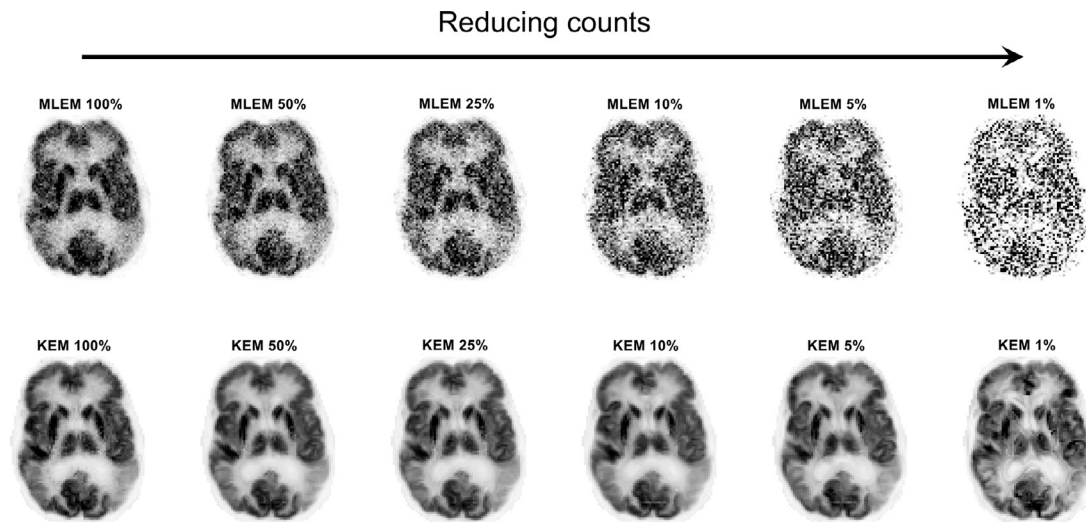 Reducing counts
MLEM 100% MLEM 50% MLEM 25% MLEM 10% MLEM 5% MLEM 1%
KEM 100% KEM 50% KEM 25% KEM 10% KEM 5% KEM 1%